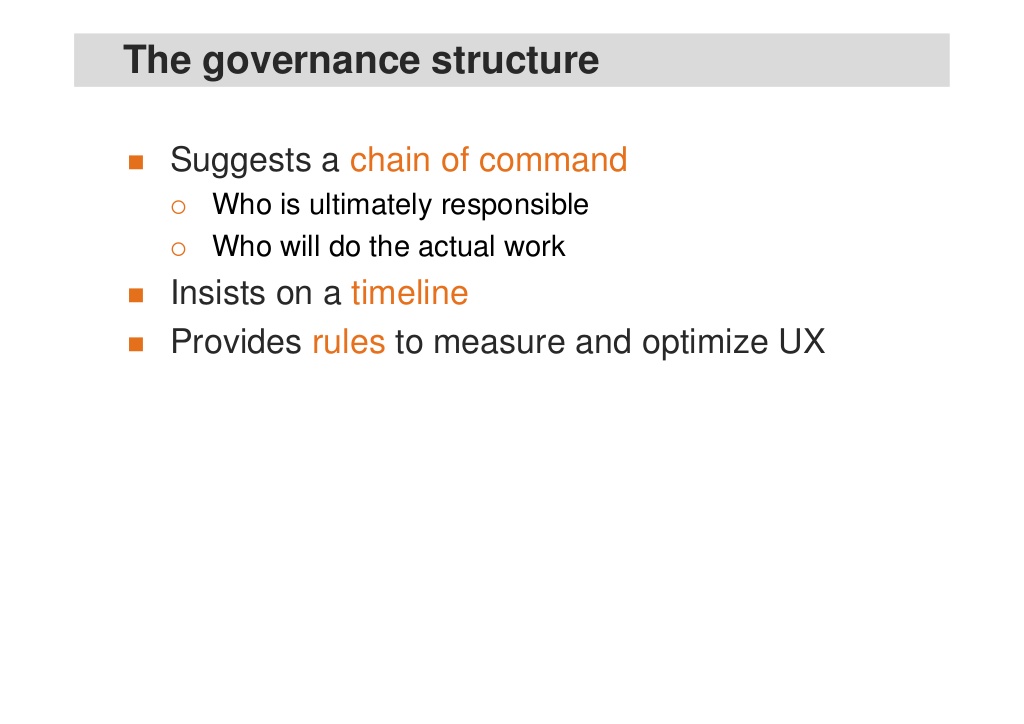 The governance structure
Suggests a chain of command
Who is ultimately responsible
Who will do the actual work
Insists on a timeline
Provides rules to measure and optimize UX